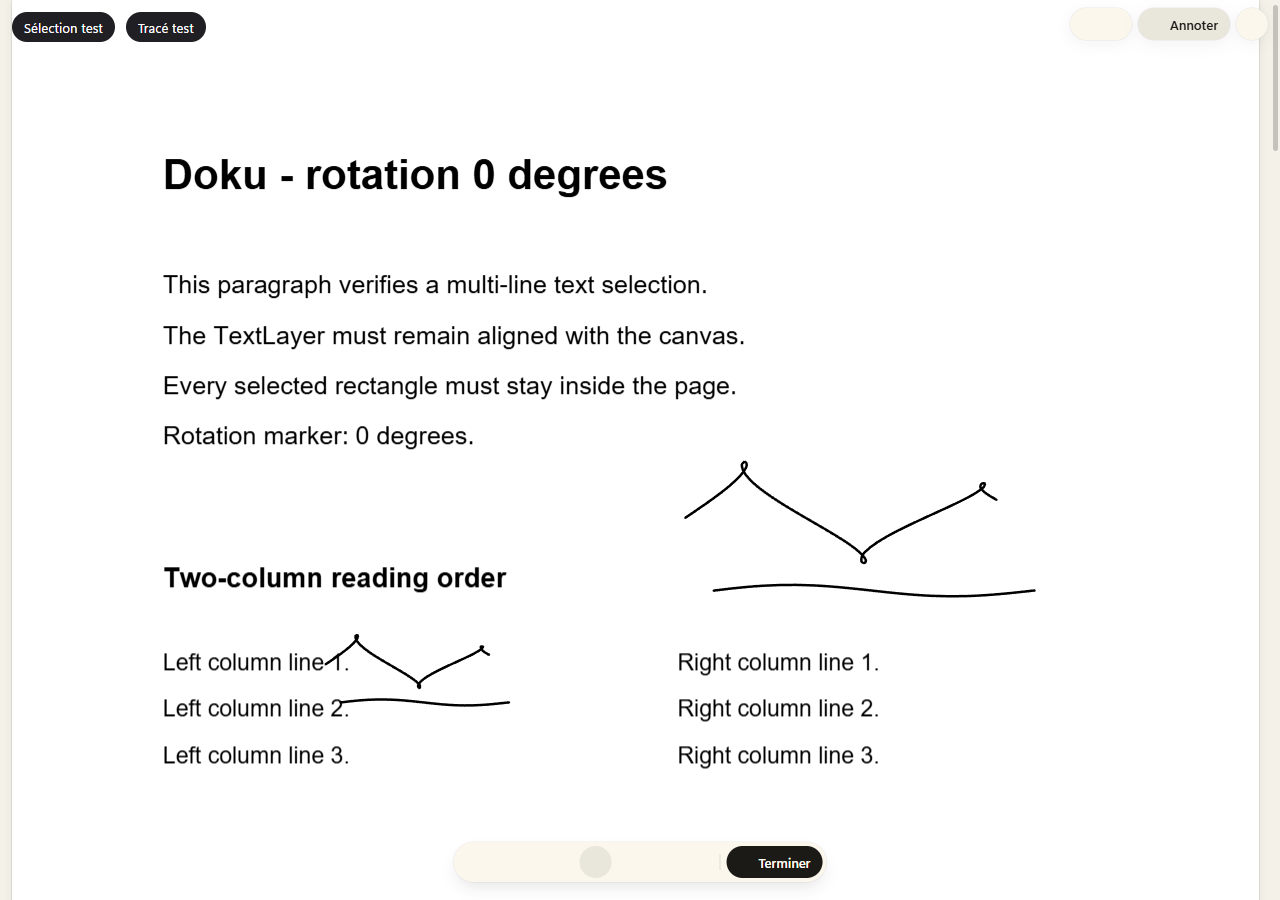 Sélection test
Tracé test
Annoter
Doku - rotation 0 degrees
This paragraph verifies a multi-line text selection.
The TextLayer must remain aligned with the canvas.
Every selected rectangle must stay inside the page.
Rotation marker: 0 degrees.
Two-column reading order
Left column line 1.
Left column line 2.
Left column line 3.
Right column line 1.
Right column line 2.
Right column line 3.
Terminer